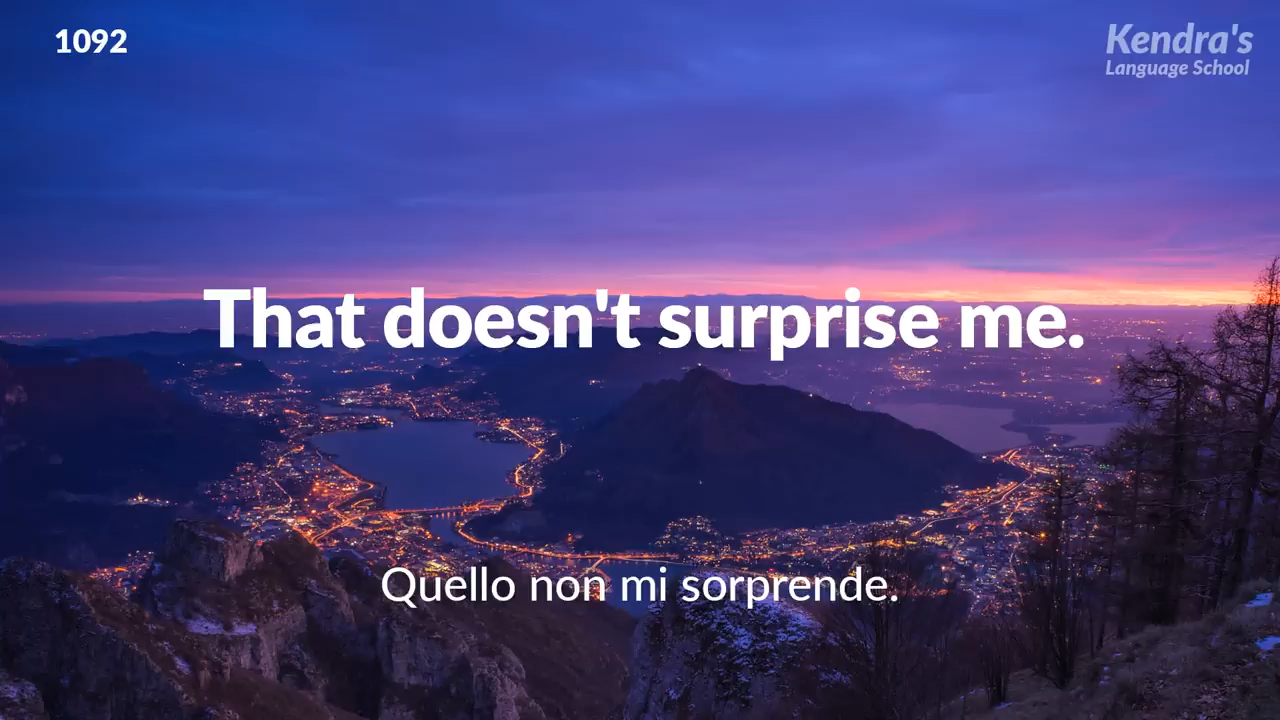 1092
Kendra's
Language School
That doesn't surprise me.
Quello non mi sorprende.